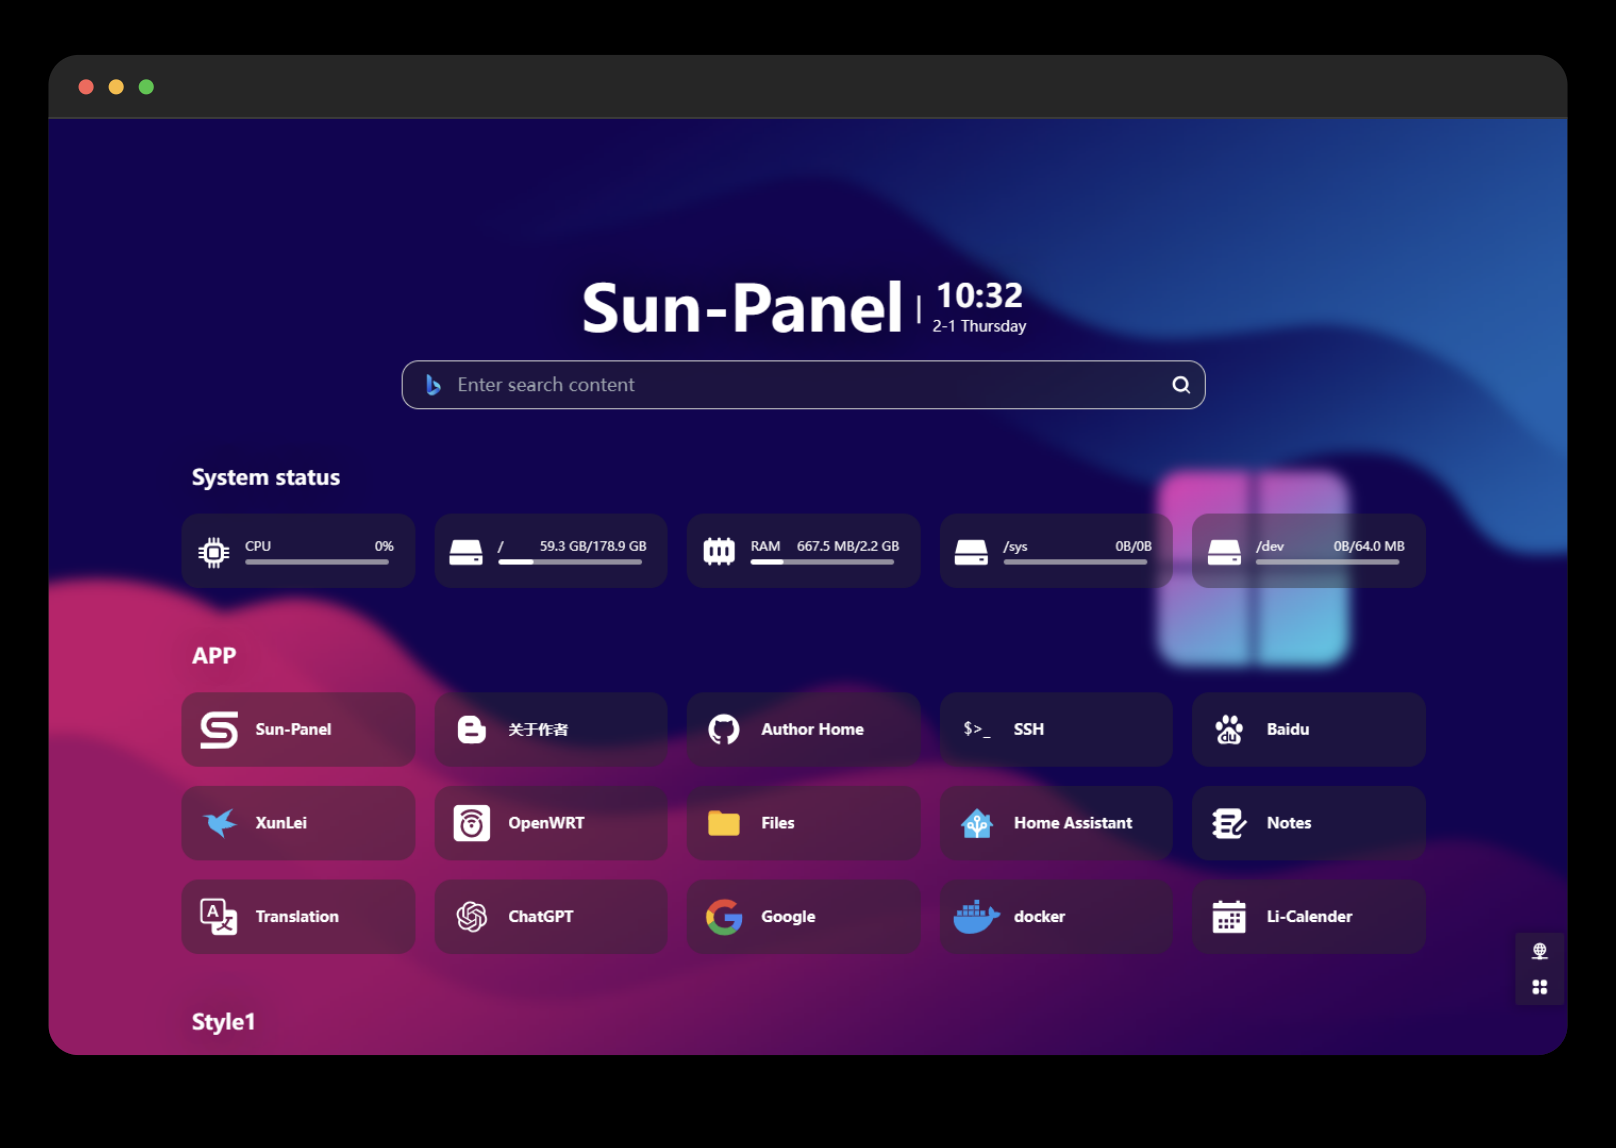 Sun-Panel
10:32
2-1 Thursday
Enter search content
System status
CPU 0%
/ 59.3 GB/178.9 GB
RAM 667.5 MB/2.2 GB
/sys 0B/0B
/dev 0B/64.0 MB
APP
Sun-Panel
关于作者
Author Home
$>_ SSH
du Baidu
XunLei
OpenWRT
Files
Home Assistant
Notes
A 文 Translation
ChatGPT
Google
docker
Li-Calender
Style1